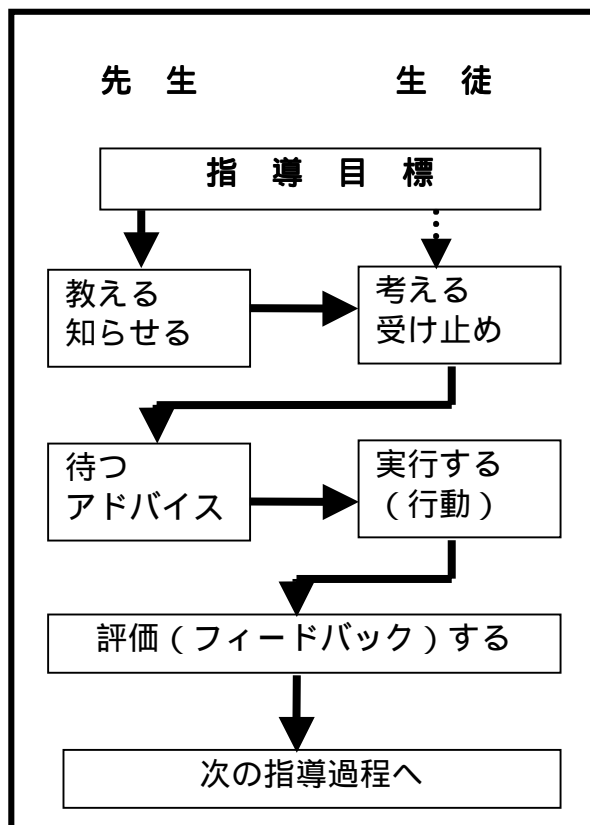 先　生　　　　　生　徒
指　導　目　標
教える
知らせる
考える
受け止め
待つ
アドバイス
実行する
（行動）
評価（フィードバック）する
次の指導過程へ